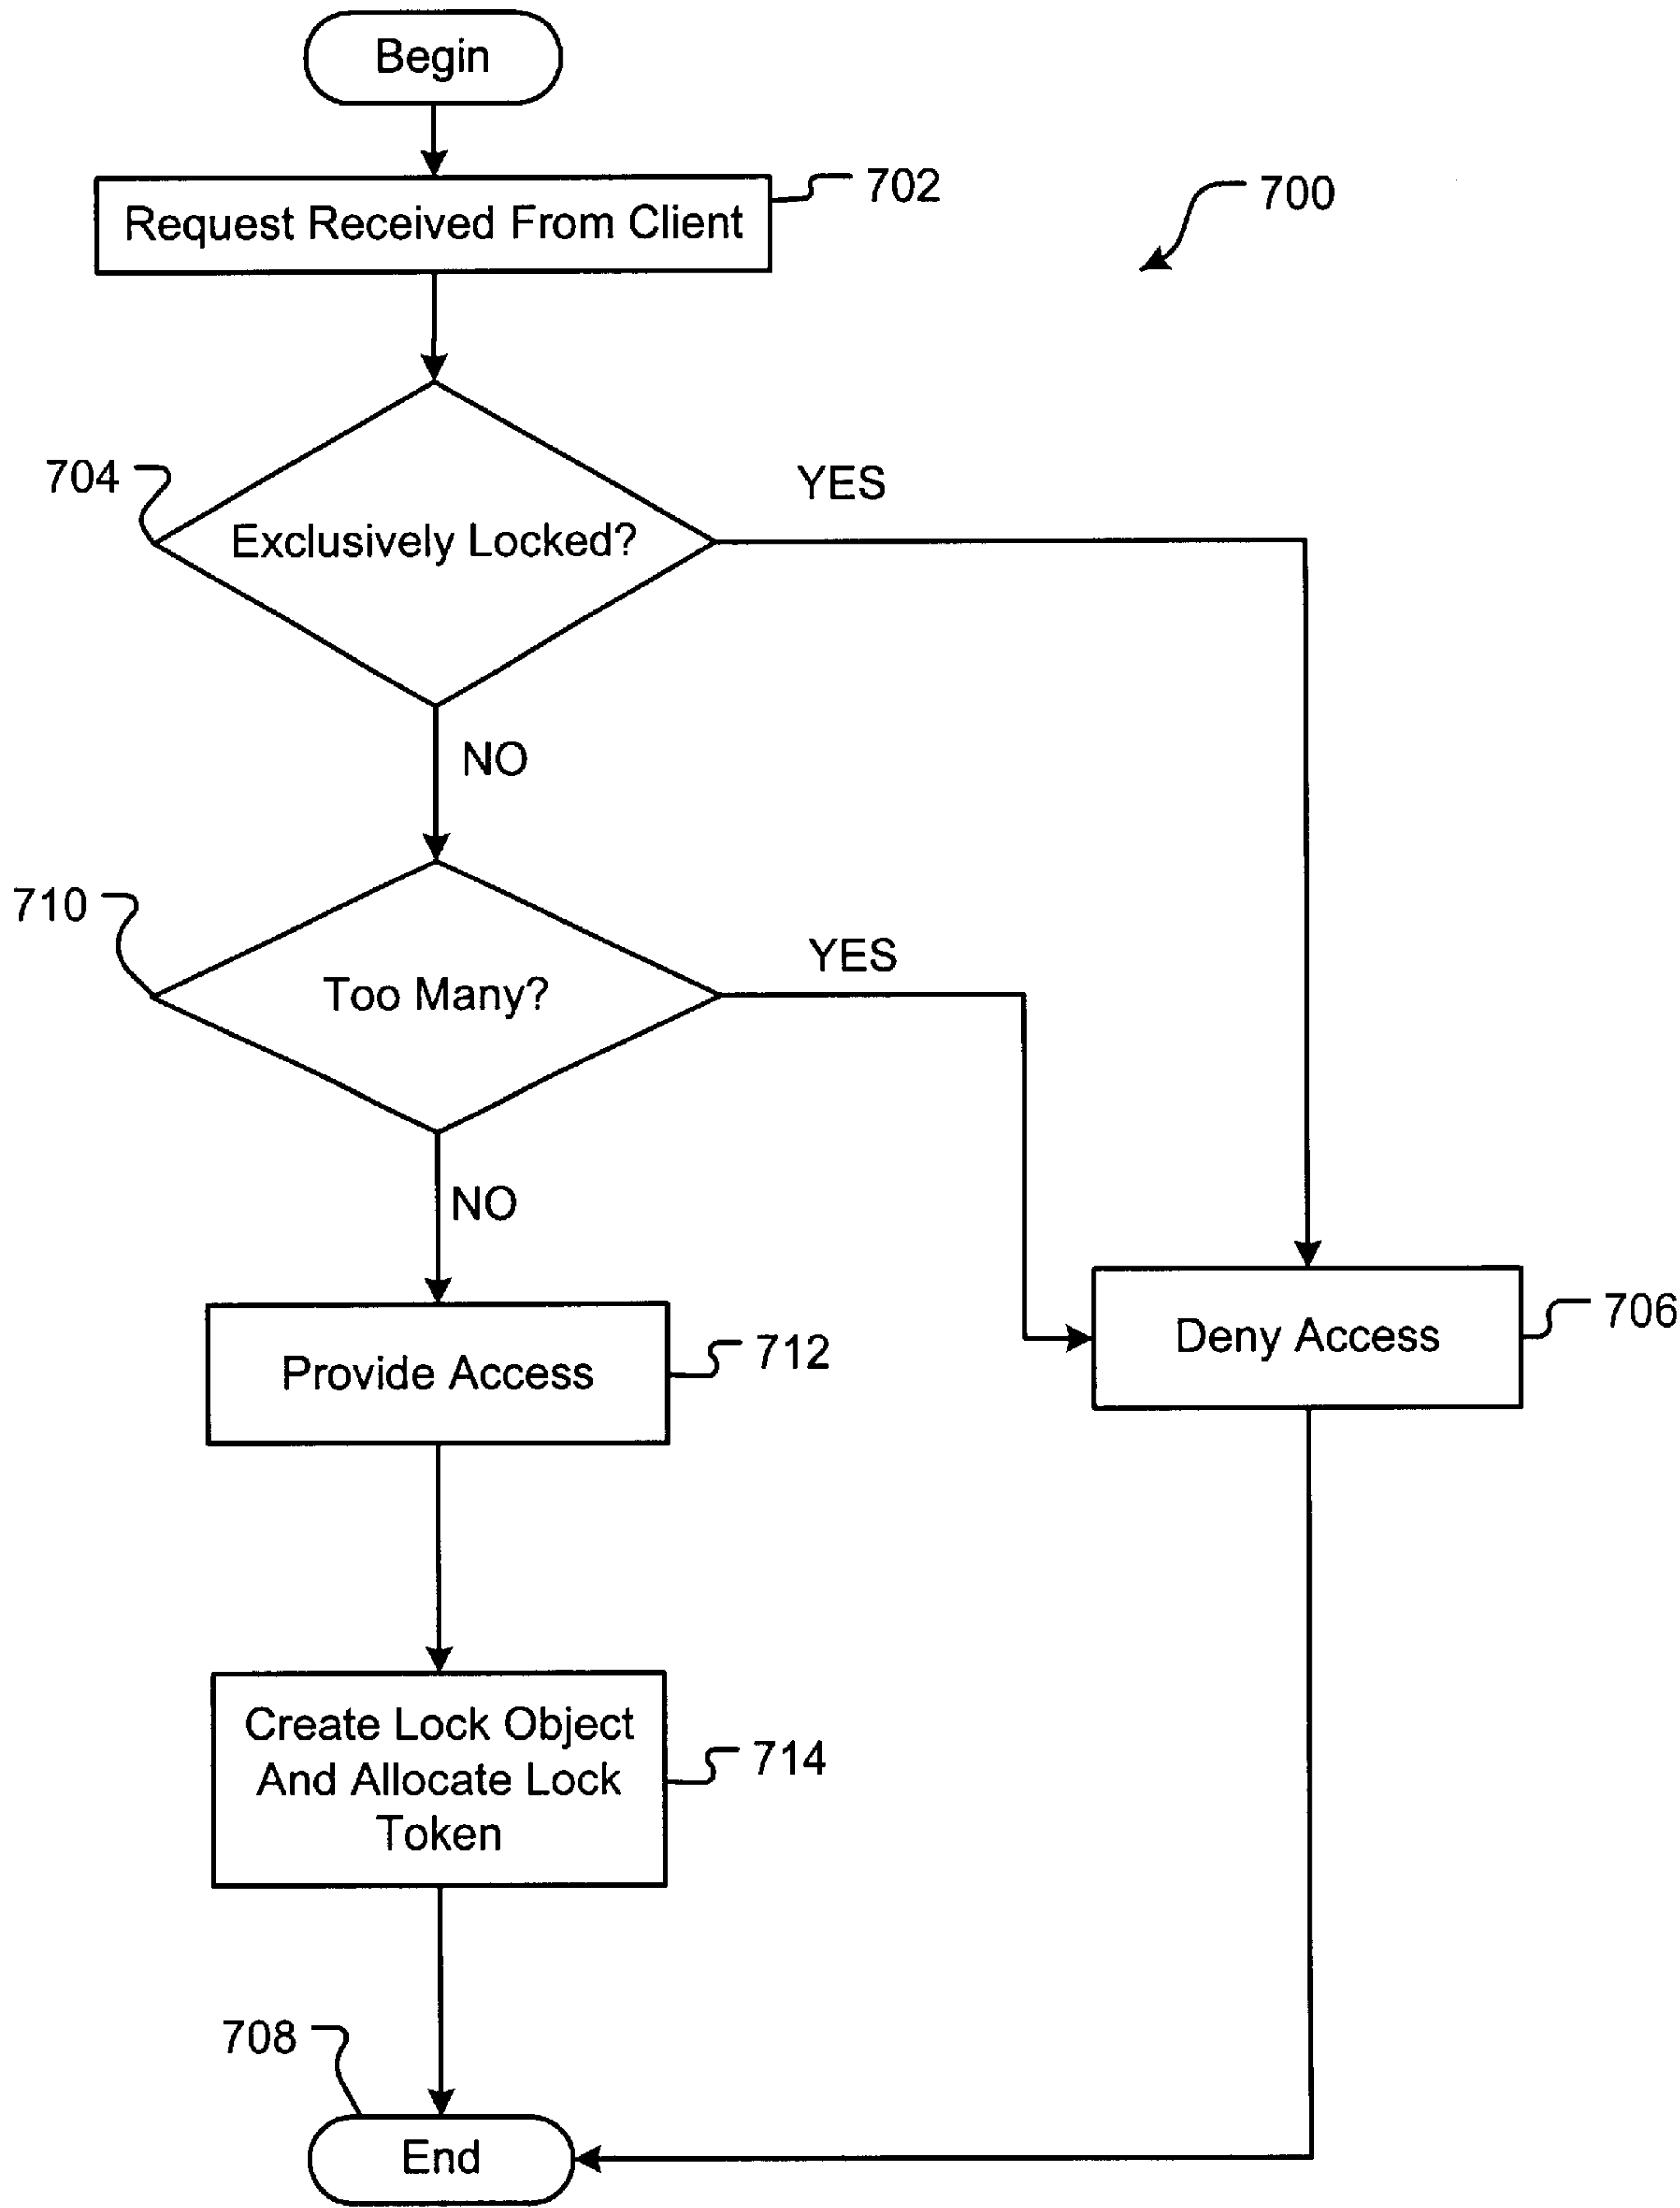 Begin
702
Request Received From Client
700
704
YES
Exclusively Locked?
NO
710
YES
Too Many?
NO
706
Deny Access
712
Provide Access
Create Lock Object
And Allocate Lock
Token
714
708
End